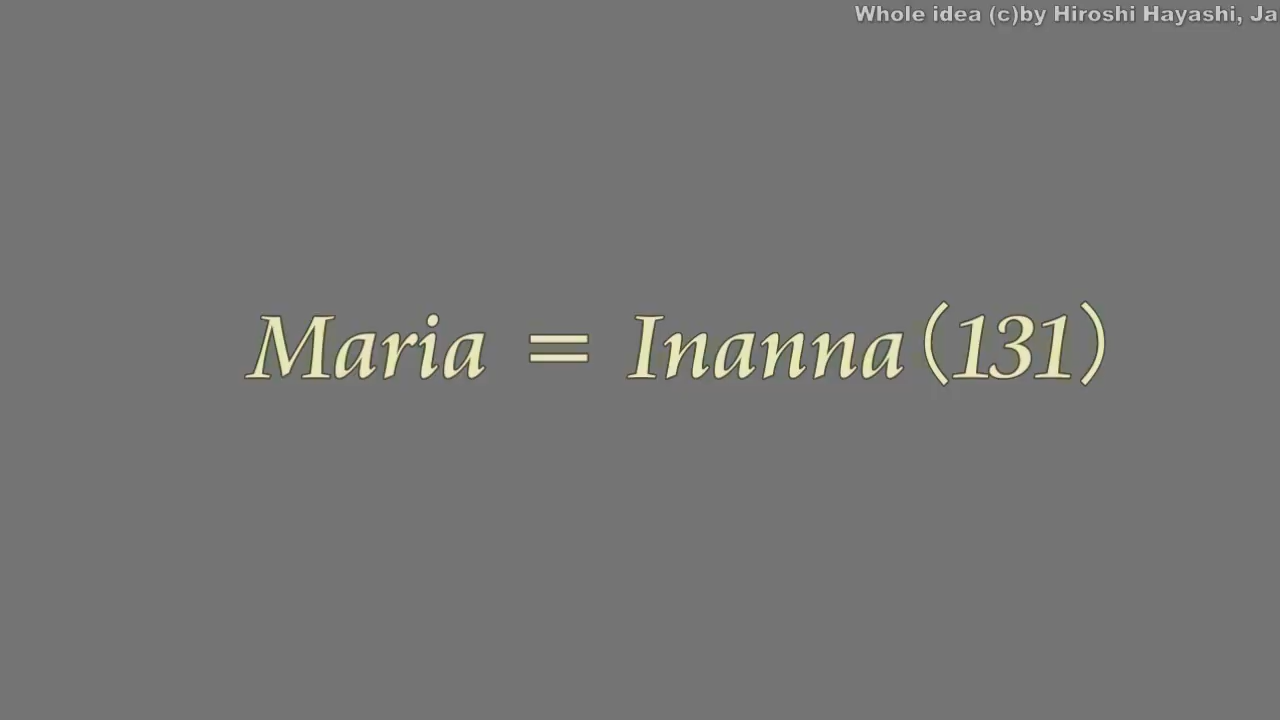 Whole idea (c)by Hiroshi Hayashi, Ja
Maria = Inanna(131)